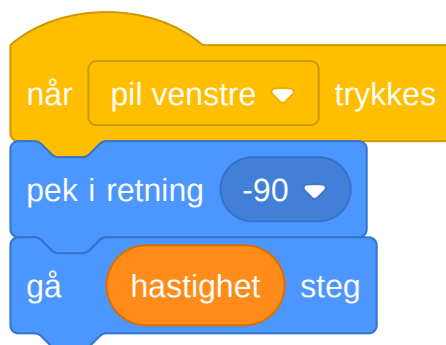 når pil venstre trykkes
pek i retning -90
gå hastighet steg